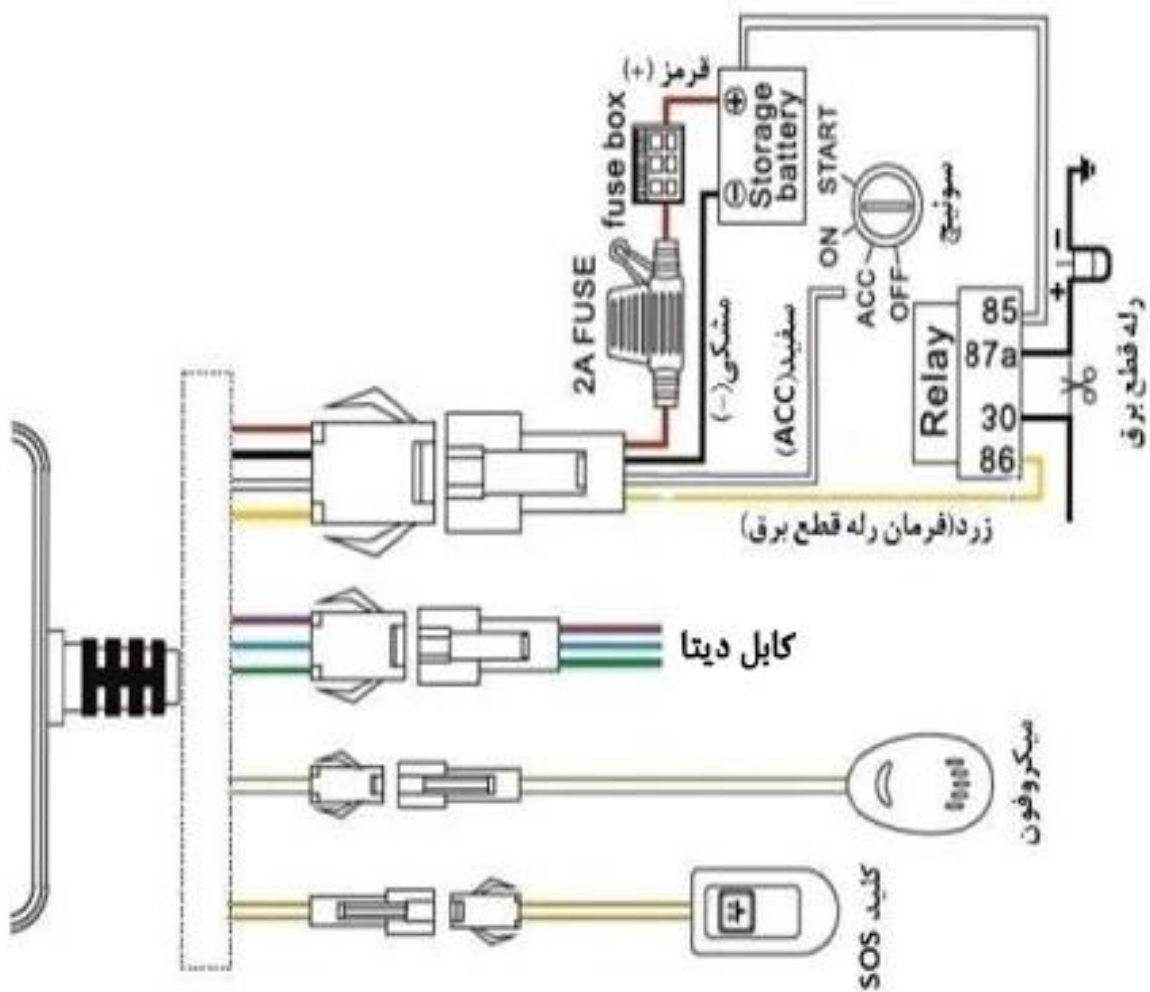 قرمز (+)
fuse box
2A FUSE
Storage
battery
مشکی(-)
سفید(ACC)
START
ON
ACC
OFF
سوئیچ
Relay
85
87a
30
86
+
-
رله قطع برق
زرد(فرمان رله قطع برق)
کابل دیتا
میکروفون
کلید SOS